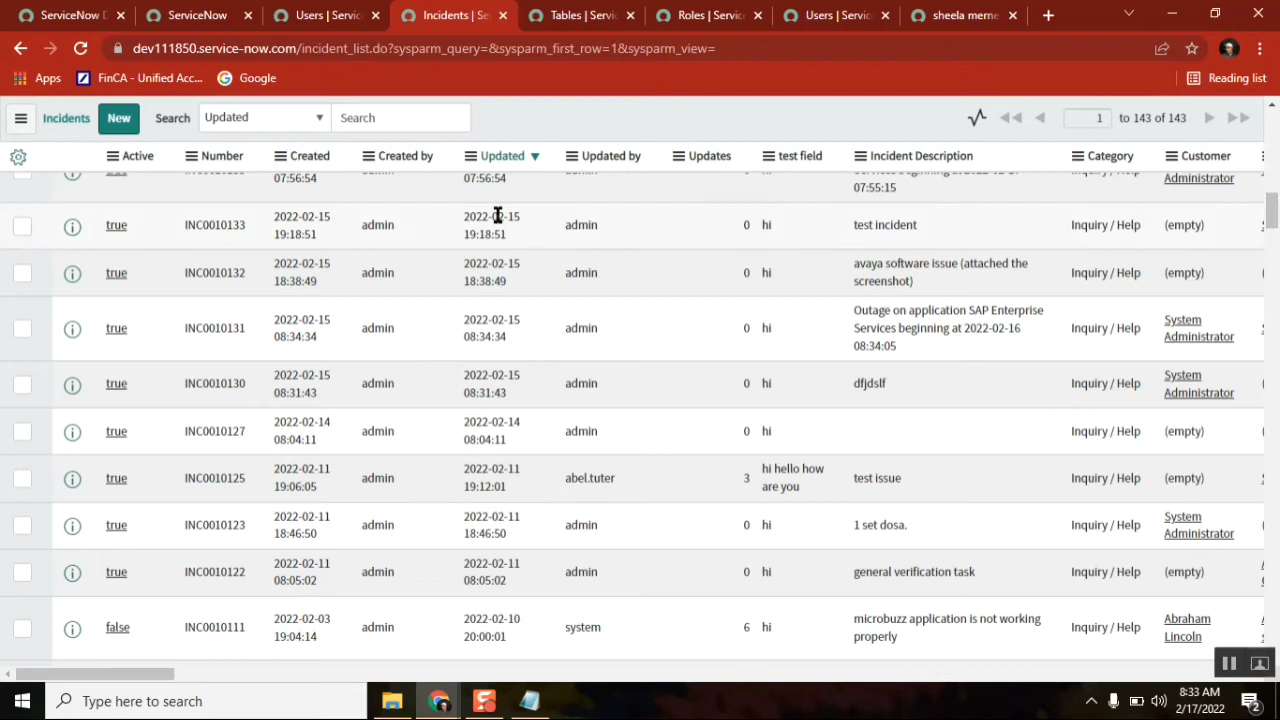 ServiceNow D
ServiceNow
Users | Servic
Incidents | Se
Tables | Servic
Roles | Service
Users | Servic
sheela meme
dev111850.service-now.com/incident_list.do?sysparm_query=&sysparm_first_row=1&sysparm_view=
Apps
FinCA - Unified Acc...
Google
Reading list
Incidents
New
Search
Updated
Search
1
to 143 of 143
Active
Number
Created
Created by
Updated
Updated by
Updates
test field
Incident Description
Category
Customer
07:56:54
07:56:54
07:55:15
Administrator
true
INC0010133
2022-02-15
19:18:51
admin
2022-02-15
19:18:51
admin
0
hi
test incident
Inquiry / Help
(empty)
true
INC0010132
2022-02-15
18:38:49
admin
2022-02-15
18:38:49
admin
0
hi
avaya software issue (attached the
screenshot)
Inquiry / Help
(empty)
true
INC0010131
2022-02-15
08:34:34
admin
2022-02-15
08:34:34
admin
0
hi
Outage on application SAP Enterprise
Services beginning at 2022-02-16
08:34:05
Inquiry / Help
System
Administrator
true
INC0010130
2022-02-15
08:31:43
admin
2022-02-15
08:31:43
admin
0
hi
dfjdslf
Inquiry / Help
System
Administrator
true
INC0010127
2022-02-14
08:04:11
admin
2022-02-14
08:04:11
admin
0
hi
Inquiry / Help
(empty)
true
INC0010125
2022-02-11
19:06:05
admin
2022-02-11
19:12:01
abel.tuter
3
hi hello how
are you
test issue
Inquiry / Help
(empty)
true
INC0010123
2022-02-11
18:46:50
admin
2022-02-11
18:46:50
admin
0
hi
1 set dosa.
Inquiry / Help
System
Administrator
true
INC0010122
2022-02-11
08:05:02
admin
2022-02-11
08:05:02
admin
0
hi
general verification task
Inquiry / Help
(empty)
false
INC0010111
2022-02-03
19:04:14
admin
2022-02-10
20:00:01
system
6
hi
microbuzz application is not working
properly
Inquiry / Help
Abraham
Lincoln
Type here to search
8:33 AM
2/17/2022
2